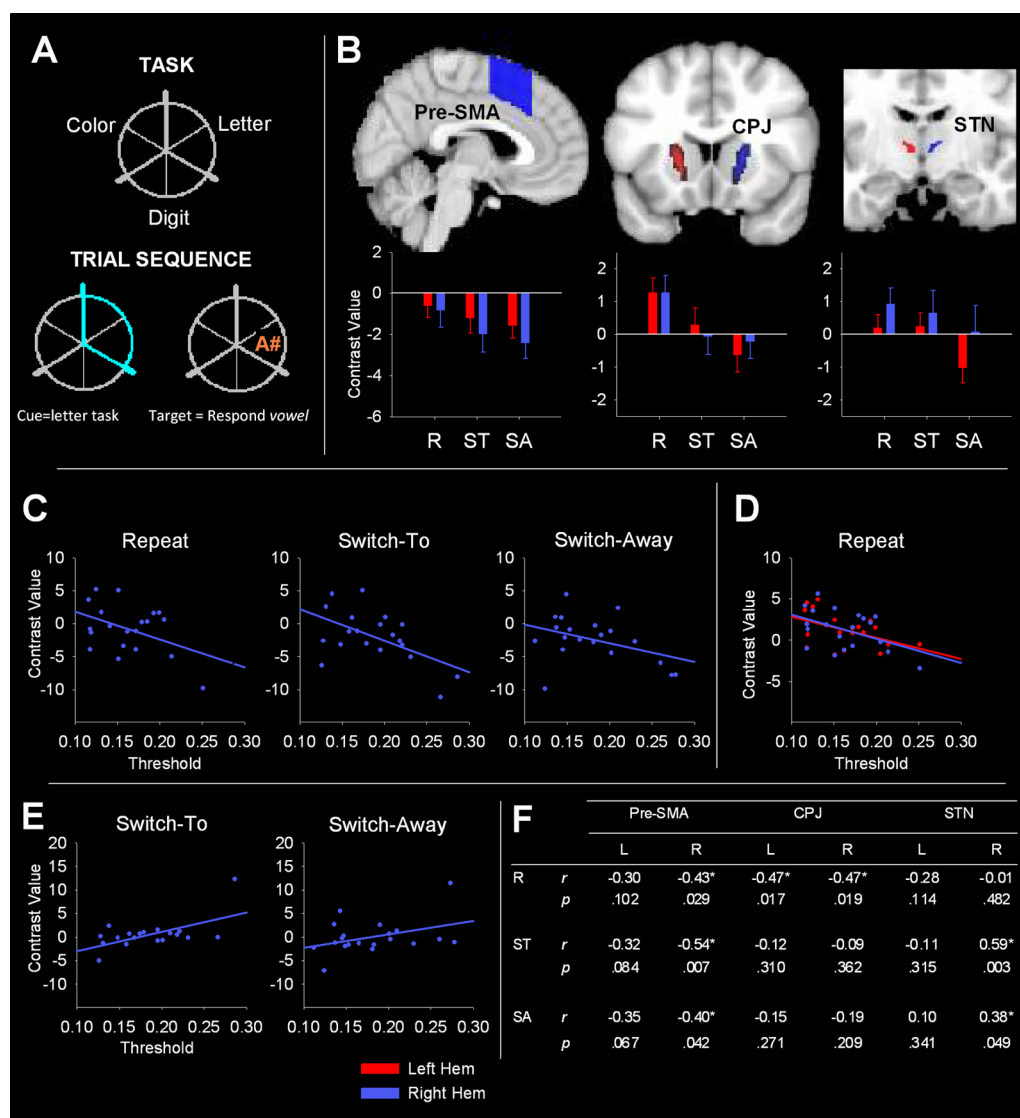 A
TASK
Color
Letter
Digit
TRIAL SEQUENCE
A#
Cue=letter task
Target = Respond vowel
B
Pre-SMA
CPJ
STN
Contrast Value
2
0
-2
-4
-6
R ST SA
2
1
0
-1
-2
R ST SA
2
1
0
-1
-2
R ST SA
C
Repeat
Contrast Value
10
5
0
-5
-10
0.10 0.15 0.20 0.25 0.30
Threshold
Switch-To
10
5
0
-5
-10
0.10 0.15 0.20 0.25 0.30
Switch-Away
10
5
0
-5
-10
0.10 0.15 0.20 0.25 0.30
D
Repeat
Contrast Value
10
5
0
-5
0.10 0.15 0.20 0.25 0.30
Threshold
E
Switch-To
Contrast Value
20
15
10
5
0
-5
-10
0.10 0.15 0.20 0.25 0.30
Threshold
Switch-Away
20
15
10
5
0
-5
-10
0.10 0.15 0.20 0.25 0.30
Left Hem
Right Hem
F
Pre-SMA CPJ STN
L R L R L R
R r -0.30 -0.43* -0.47* -0.47* -0.28 -0.01
p .102 .029 .017 .019 .114 .482
ST r -0.32 -0.54* -0.12 -0.09 -0.11 0.59*
p .084 .007 .310 .362 .315 .003
SA r -0.35 -0.40* -0.15 -0.19 0.10 0.38*
p .067 .042 .271 .209 .341 .049